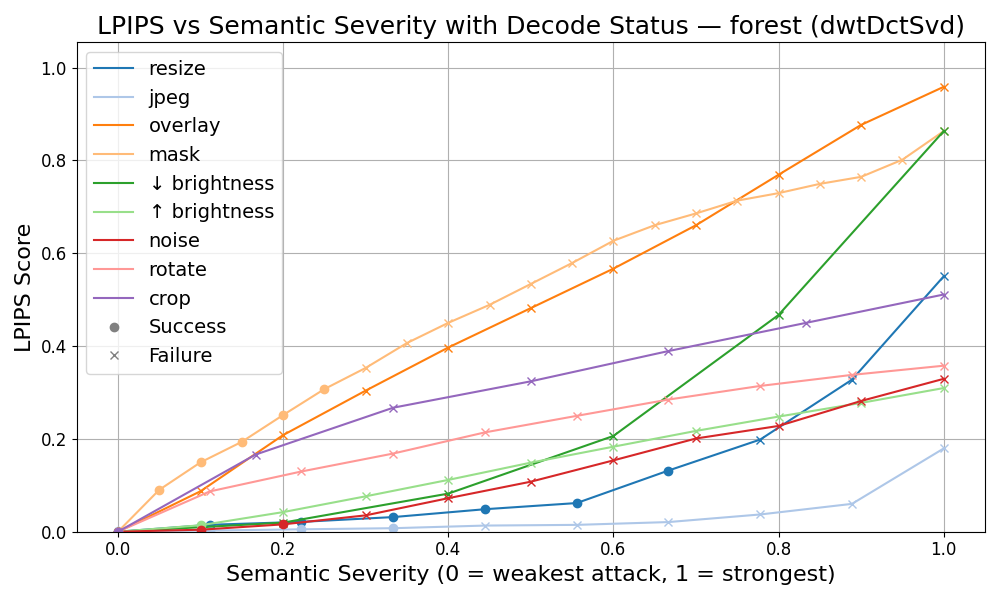 LPIPS vs Semantic Severity with Decode Status — forest (dwtDctSvd)
LPIPS Score
1.0
0.8
0.6
0.4
0.2
0.0
resize
jpeg
overlay
mask
↓ brightness
↑ brightness
noise
rotate
crop
Success
Failure
0.0 0.2 0.4 0.6 0.8 1.0
Semantic Severity (0 = weakest attack, 1 = strongest)